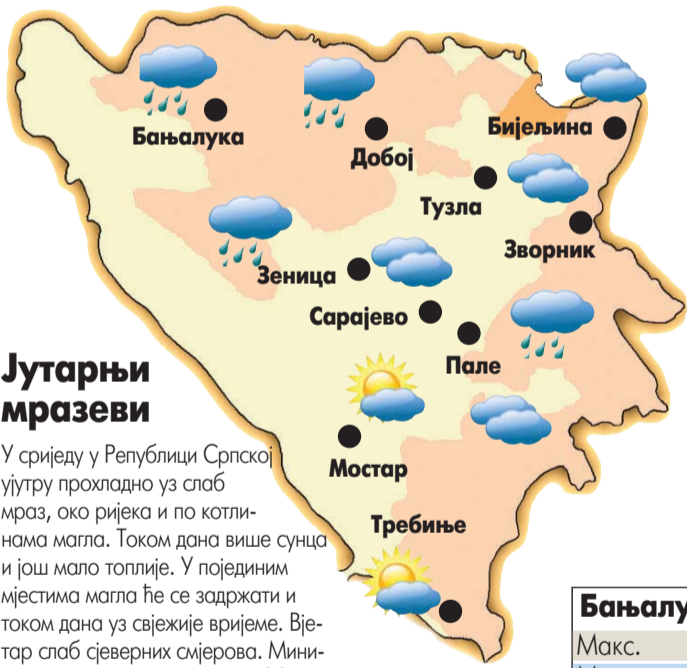 Бањалука
Добој
Бијељина
Тузла
Зворник
Зеница
Сарајево
Пале
Мостар
Требиње
Јутарњи
мразеви
У сриједу у Републици Српској
ујутру прохладно уз слаб
мраз, око ријека и по котли-
нама магла. Током дана више сунца
и још мало топлије. У појединим
мјестима магла ће се задржати и
током дана уз свјежије вријеме. Вје-
тар слаб сјеверних смјерова. Мини-
Бањалу
Макс.